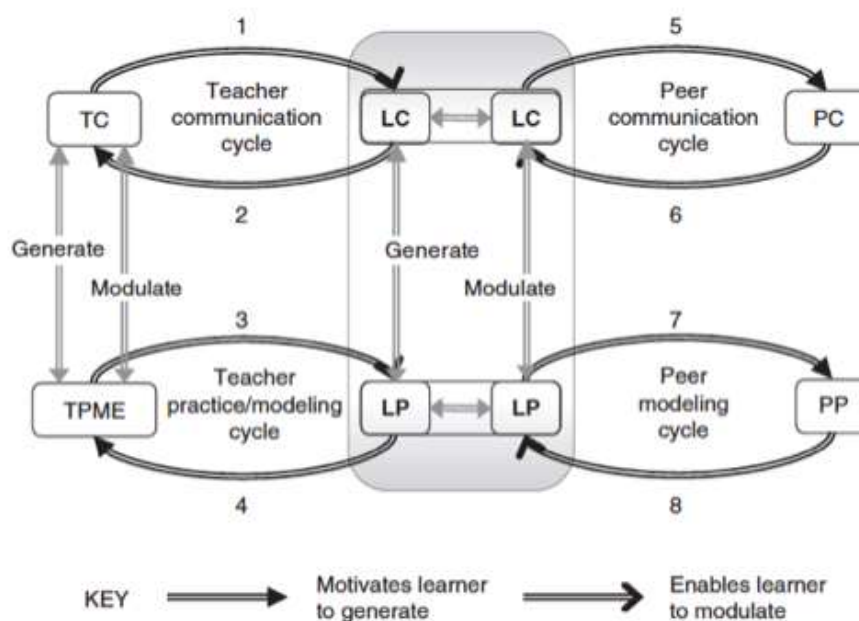 1
5
TC
Teacher
communication
cycle
LC
LC
Peer
communication
cycle
PC
2
6
Generate
Modulate
Generate
Modulate
3
7
TPME
Teacher
practice/modeling
cycle
LP
LP
Peer
modeling
cycle
PP
4
8
KEY
Motivates learner
to generate
Enables learner
to modulate